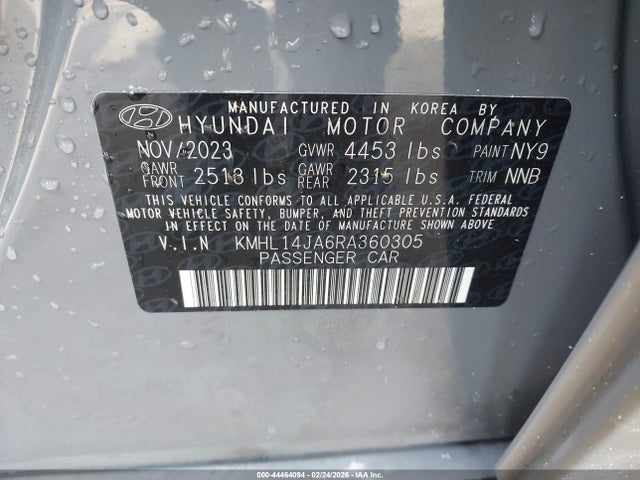 MANUFACTURED IN KOREA BY
HYUNDAI MOTOR COMPANY
NOV/2023 GVWR 4453 lbs PAINT NY9
GAWR FRONT 2513 lbs GAWR REAR 2315 lbs TRIM NNB
THIS VEHICLE CONFORMS TO ALL APPLICABLE U.S.A. FEDERAL
MOTOR VEHICLE SAFETY, BUMPER, AND THEFT PREVENTION STANDARDS
IN EFFECT ON THE DATE OF MANUFACTURE SHOWN ABOVE.
V.I.N KMHL14JA6RA360305
PASSENGER CAR
000-44464094 - 02/24/2026 - IAA Corp.